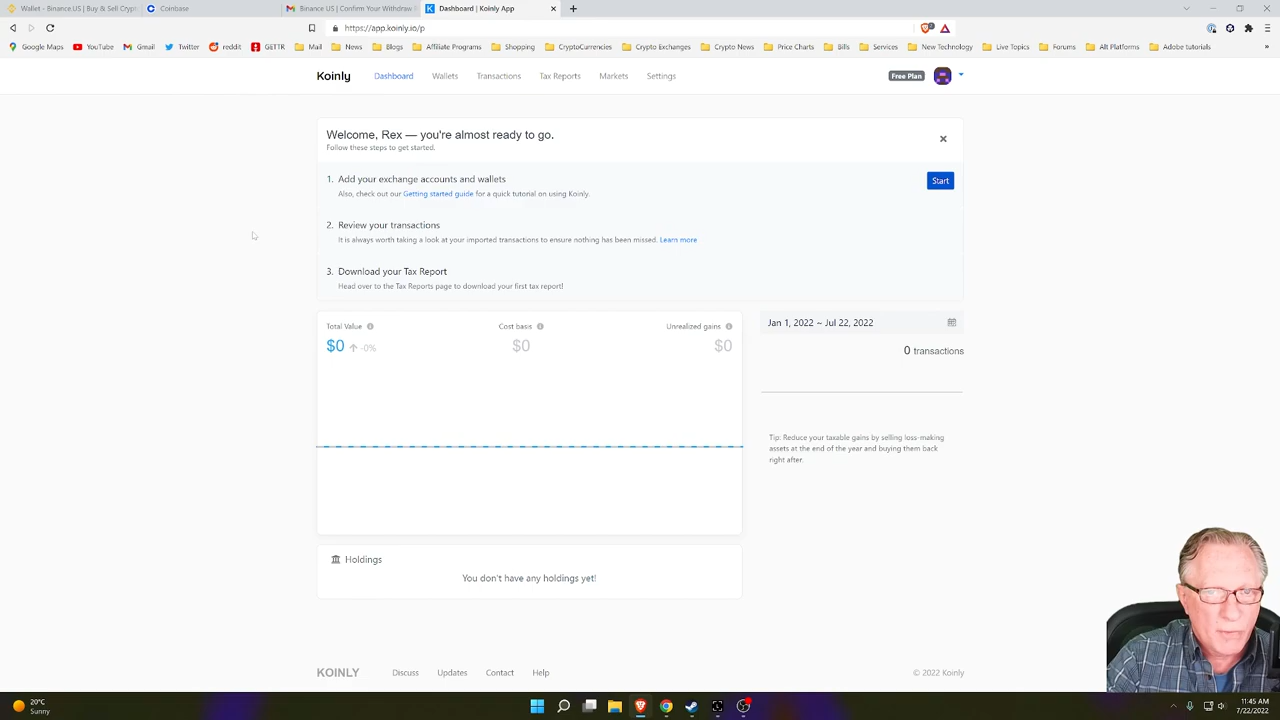 Wallet - Binance.US | Buy & Sell Crypt
Coinbase
Binance US | Confirm Your Withdraw
Dashboard | Koinly App
https://app.koinly.io/p
Google Maps
YouTube
Gmail
Twitter
reddit
GETTR
Mail
News
Blogs
Affiliate Programs
Shopping
CryptoCurrencies
Crypto Exchanges
Crypto News
Price Charts
Bills
Services
New Technology
Live Topics
Forums
Alt Platforms
Adobe tutorials
Koinly
Dashboard
Wallets
Transactions
Tax Reports
Markets
Settings
Free Plan
Welcome, Rex — you're almost ready to go.
Follow these steps to get started.
1. Add your exchange accounts and wallets
Start
Also, check out our Getting started guide for a quick tutorial on using Koinly.
2. Review your transactions
It is always worth taking a look at your imported transactions to ensure nothing has been missed. Learn more
3. Download your Tax Report
Head over to the Tax Reports page to download your first tax report!
Total Value
Cost basis
Unrealized gains
$0 -0%
$0
$0
Jan 1, 2022 ~ Jul 22, 2022
0 transactions
Tip: Reduce your taxable gains by selling loss-making
assets at the end of the year and buying them back
right after.
Holdings
You don't have any holdings yet!
KOINLY
Discuss
Updates
Contact
Help
© 2022 Koinly
20°C
Sunny
11:45 AM
7/22/2022